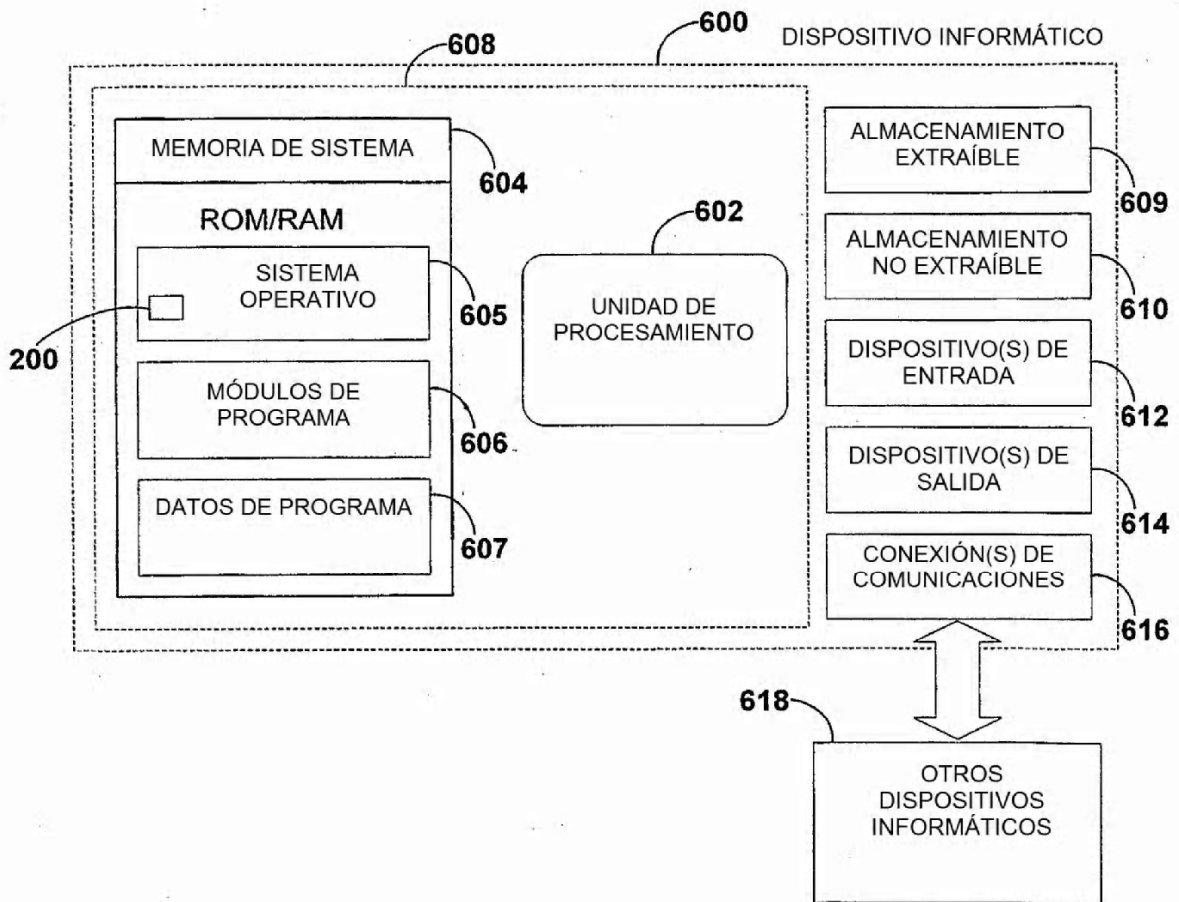 600
DISPOSITIVO INFORMÁTICO
608
MEMORIA DE SISTEMA
604
ROM/RAM
SISTEMA
OPERATIVO
605
200
MÓDULOS DE
PROGRAMA
606
DATOS DE PROGRAMA
607
602
UNIDAD DE
PROCESAMIENTO
ALMACENAMIENTO
EXTRAÍBLE
609
ALMACENAMIENTO
NO EXTRAÍBLE
610
DISPOSITIVO(S) DE
ENTRADA
612
DISPOSITIVO(S) DE
SALIDA
614
CONEXIÓN(S) DE
COMUNICACIONES
616
618
OTROS
DISPOSITIVOS
INFORMÁTICOS